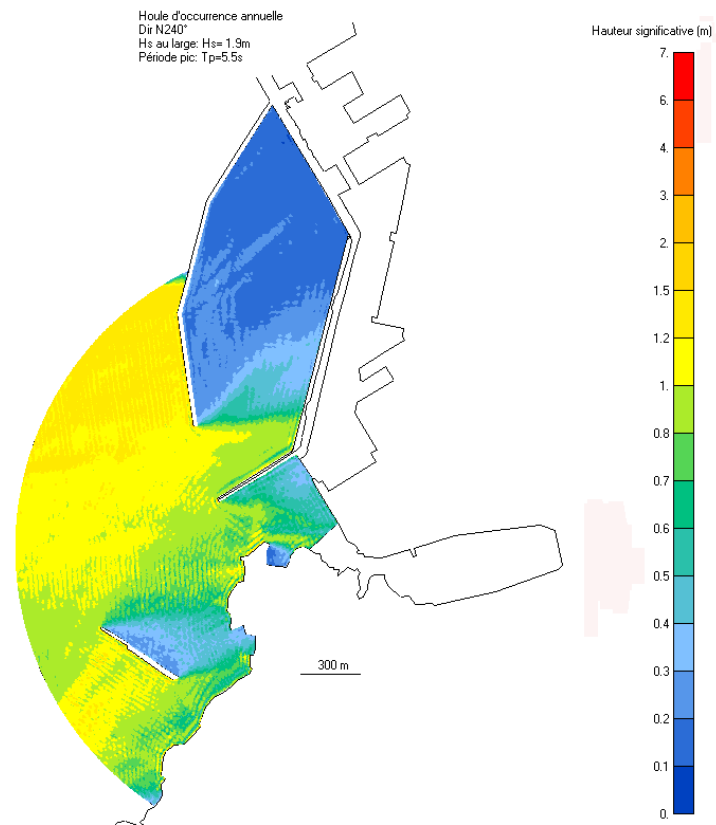 Houle d'occurrence annuelle
Dir N240°
Hs au large: Hs= 1.9m
Période pic: Tp=5.5s
Hauteur significative (m)
7.
6.
4.
3.
2.
1.5
1.2
1.
0.8
0.7
0.6
0.5
0.4
0.3
0.2
0.1
0.
300 m